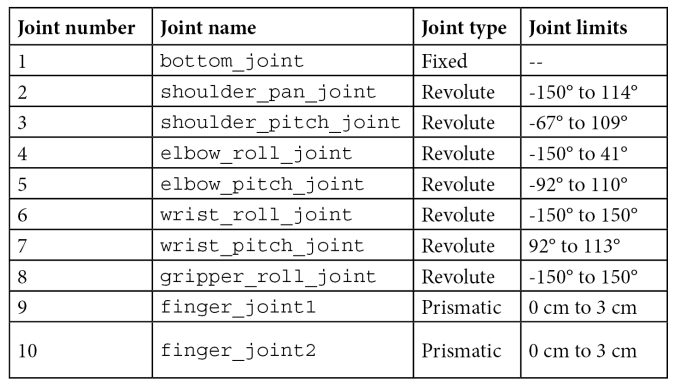 Joint number Joint name Joint type Joint limits
1 bottom_joint Fixed --
2 shoulder_pan_joint Revolute -150° to 114°
3 shoulder_pitch_joint Revolute -67° to 109°
4 elbow_roll_joint Revolute -150° to 41°
5 elbow_pitch_joint Revolute -92° to 110°
6 wrist_roll_joint Revolute -150° to 150°
7 wrist_pitch_joint Revolute 92° to 113°
8 gripper_roll_joint Revolute -150° to 150°
9 finger_joint1 Prismatic 0 cm to 3 cm
10 finger_joint2 Prismatic 0 cm to 3 cm